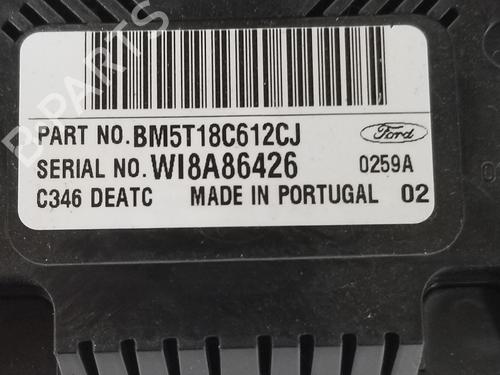 B-PARTS
PART NO. BM5T18C612CJ
Ford
SERIAL NO. WI8A86426 0259A
C346 DEATC MADE IN PORTUGAL 02